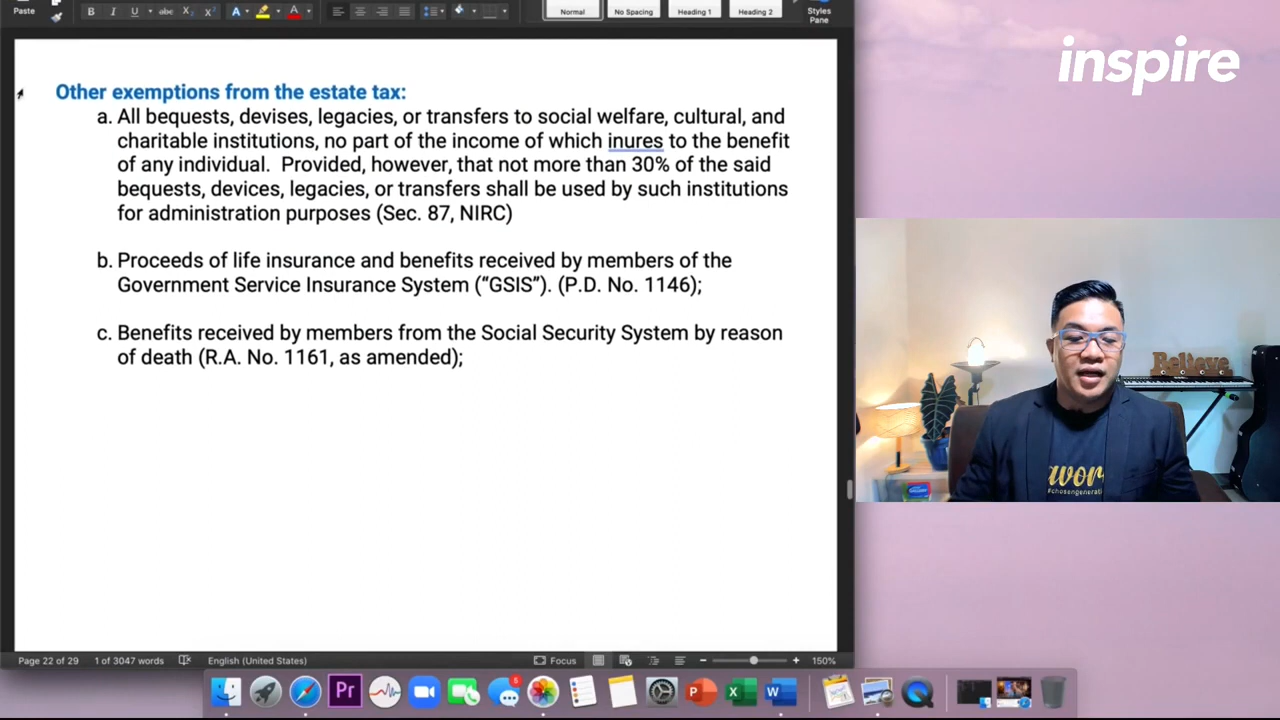 Paste
B I U abc X₂ X² A A
Normal
No Spacing
Heading 1
Heading 2
Styles
Pane
inspire
Other exemptions from the estate tax:
a. All bequests, devises, legacies, or transfers to social welfare, cultural, and
charitable institutions, no part of the income of which inures to the benefit
of any individual.  Provided, however, that not more than 30% of the said
bequests, devices, legacies, or transfers shall be used by such institutions
for administration purposes (Sec. 87, NIRC)
b. Proceeds of life insurance and benefits received by members of the
Government Service Insurance System (“GSIS”). (P.D. No. 1146);
c. Benefits received by members from the Social Security System by reason
of death (R.A. No. 1161, as amended);
Believe
#chosengenerati
Page 22 of 29
1 of 3047 words
English (United States)
Focus
150%
Pr
5
P
X
W